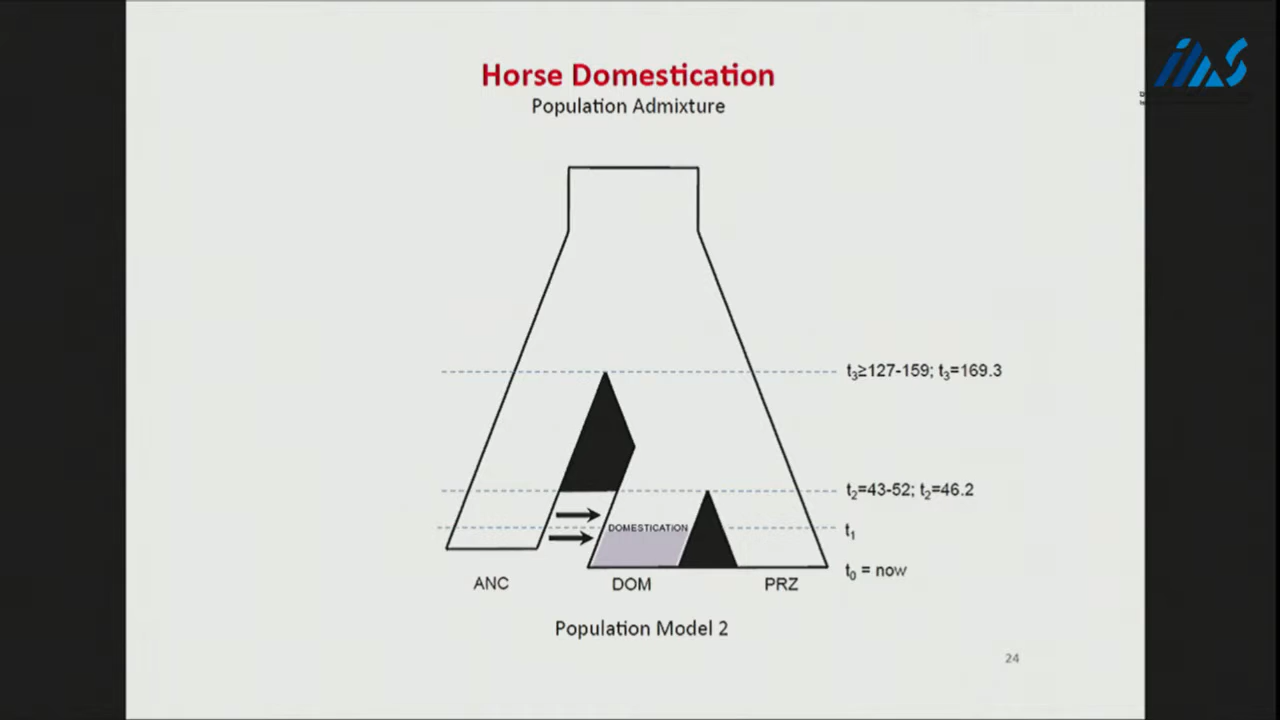 iias
Horse Domestication
Population Admixture
t3≥127-159; t3=169.3
t2=43-52; t2=46.2
DOMESTICATION
t1
t0 = now
ANC
DOM
PRZ
Population Model 2
24